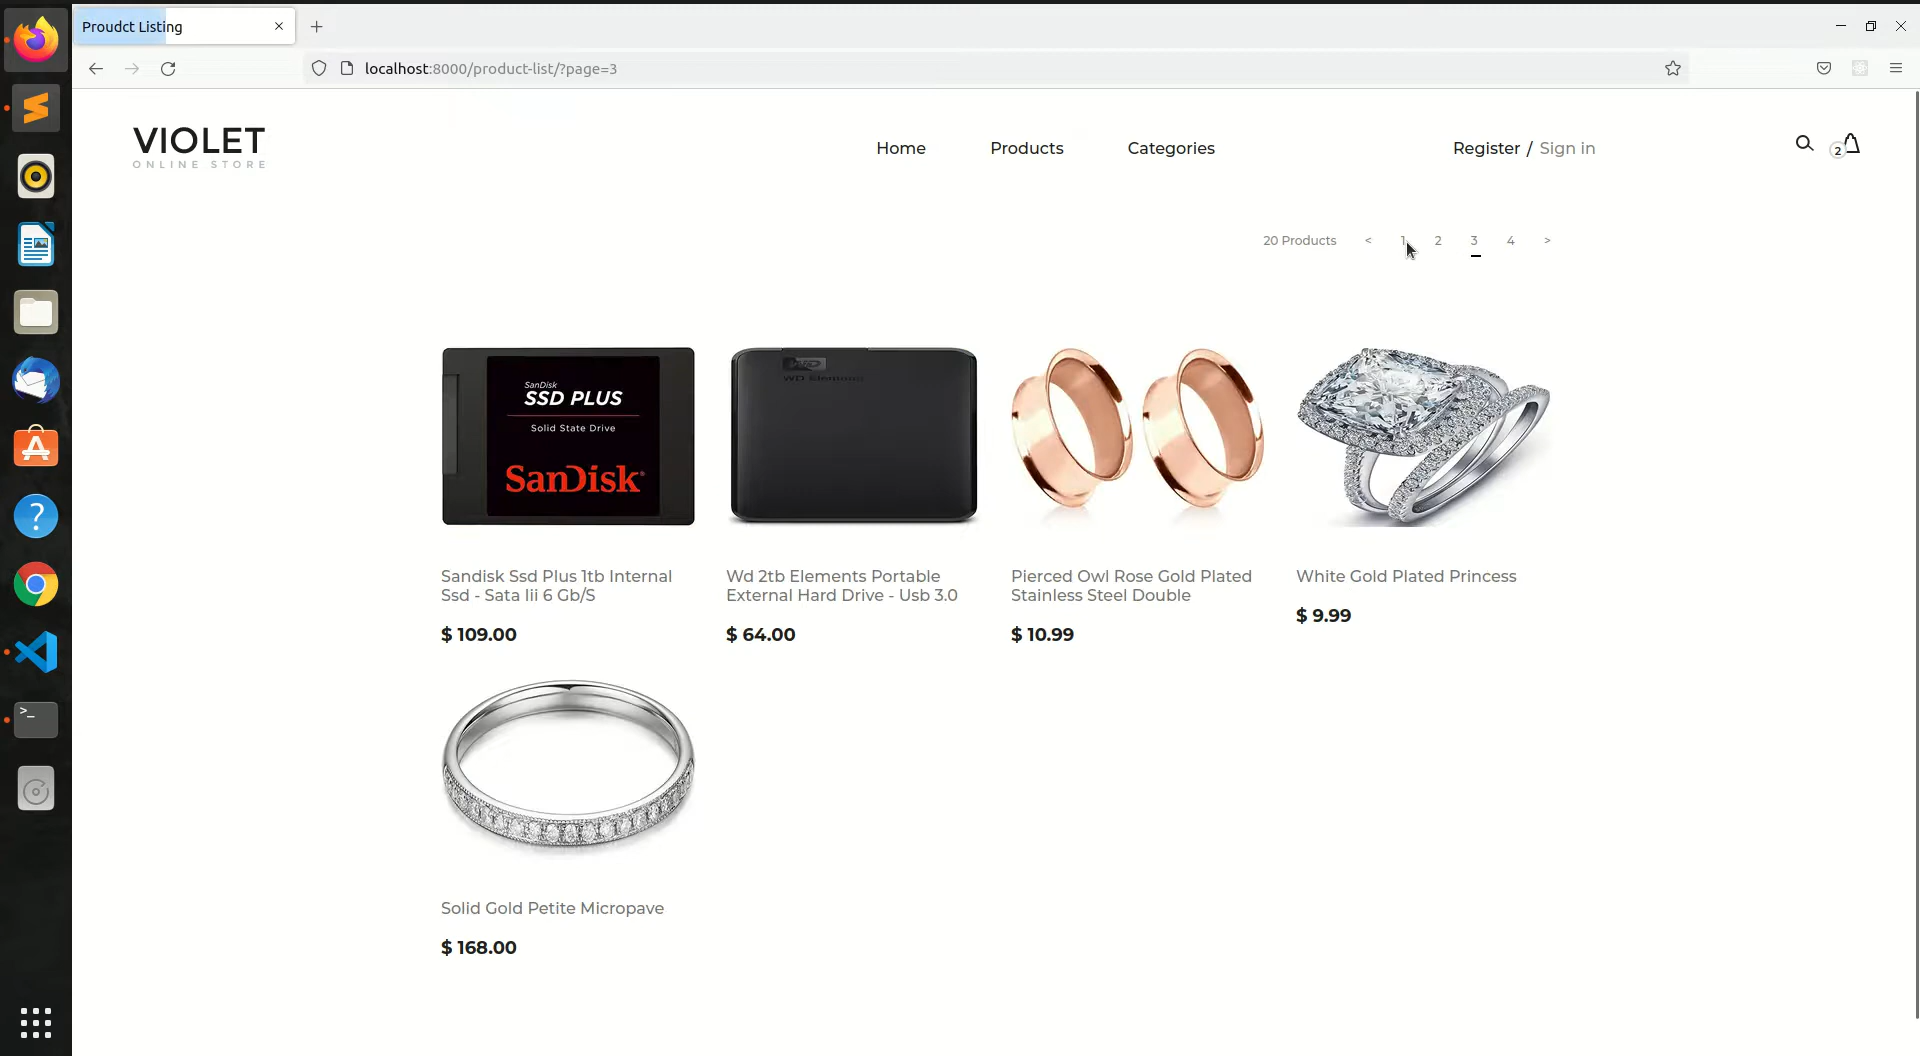 Proudct Listing
localhost:8000/product-list/?page=3
VIOLET
ONLINE STORE
Home
Products
Categories
Register / Sign in
2
20 Products < 1 2 3 4 >
SanDisk
SSD PLUS
Solid State Drive
SanDisk
WD
WD Elements
Sandisk Ssd Plus 1tb Internal
Ssd - Sata Iii 6 Gb/S
$ 109.00
Wd 2tb Elements Portable
External Hard Drive - Usb 3.0
$ 64.00
Pierced Owl Rose Gold Plated
Stainless Steel Double
$ 10.99
White Gold Plated Princess
$ 9.99
Solid Gold Petite Micropave
$ 168.00